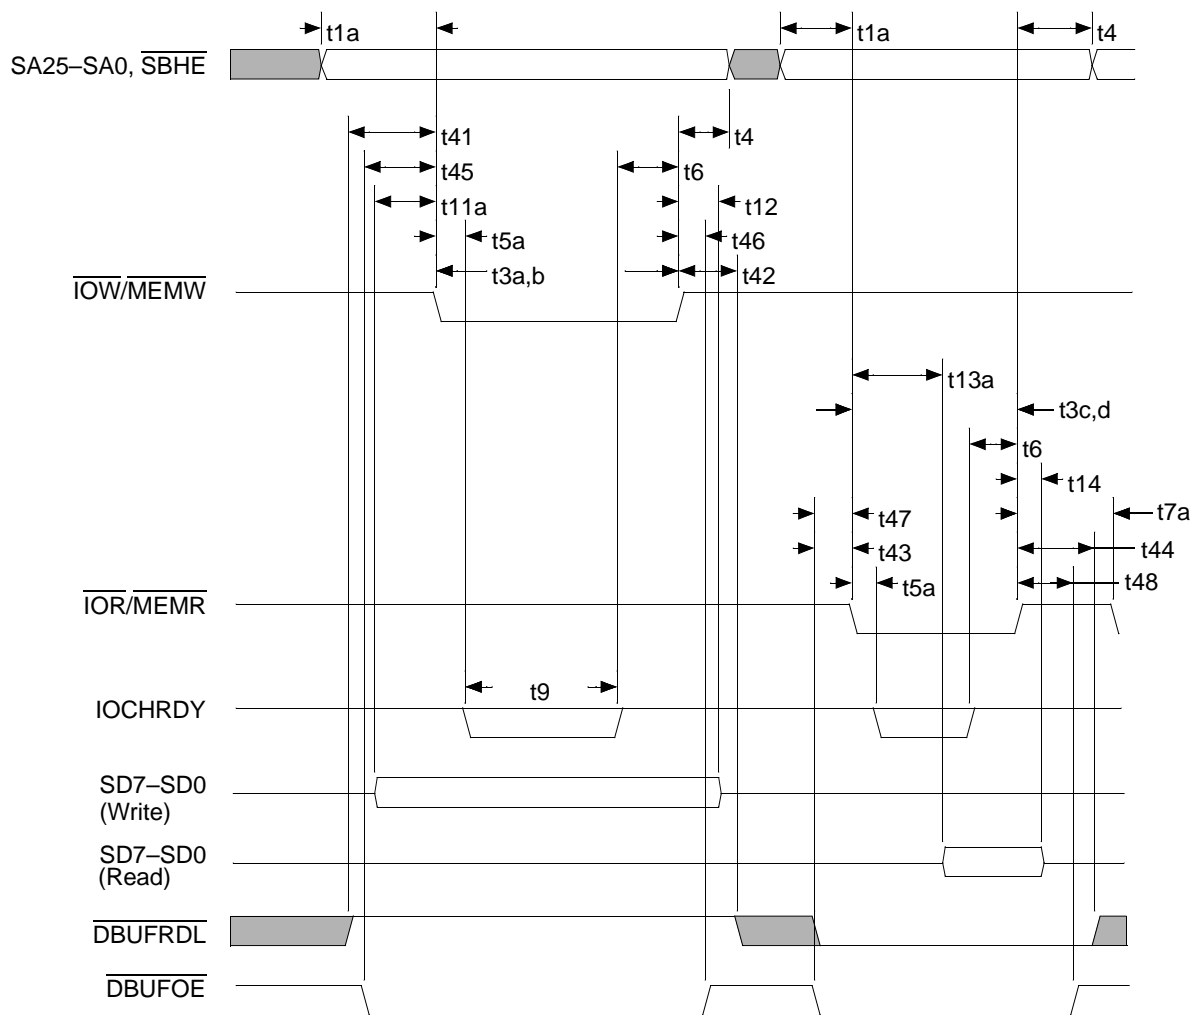 t1a t1a t4
SA25–SA0, SBHE
t41 t4
t45 t6
t11a t12
t5a t46
t3a,b t42
IOW/MEMW
t13a
t3c,d
t6
t14
t47 t7a
t43 t44
t5a t48
IOR/MEMR
t9
IOCHRDY
SD7–SD0
(Write)
SD7–SD0
(Read)
DBUFRDL
DBUFOE